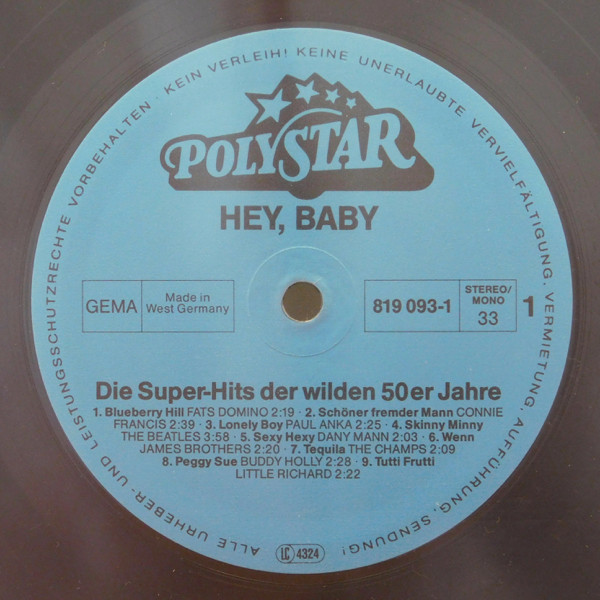 ALLE URHEBER- UND LEISTUNGSSCHUTZRECHTE VORBEHALTEN · KEIN VERLEIH! KEINE UNERLAUBTE VERVIELFÄLTIGUNG, VERMIETUNG, AUFFÜHRUNG, SENDUNG!
POLYSTAR
HEY, BABY
GEMA
Made in
West Germany
819 093-1
STEREO/
MONO
33
1
Die Super-Hits der wilden 50er Jahre
1. Blueberry Hill FATS DOMINO 2:19 · 2. Schöner fremder Mann CONNIE
FRANCIS 2:39 · 3. Lonely Boy PAUL ANKA 2:25 · 4. Skinny Minny
THE BEATLES 3:58 · 5. Sexy Hexy DANY MANN 2:03 · 6. Wenn
JAMES BROTHERS 2:20 · 7. Tequila THE CHAMPS 2:09
8. Peggy Sue BUDDY HOLLY 2:28 · 9. Tutti Frutti
LITTLE RICHARD 2:22
LC 4324